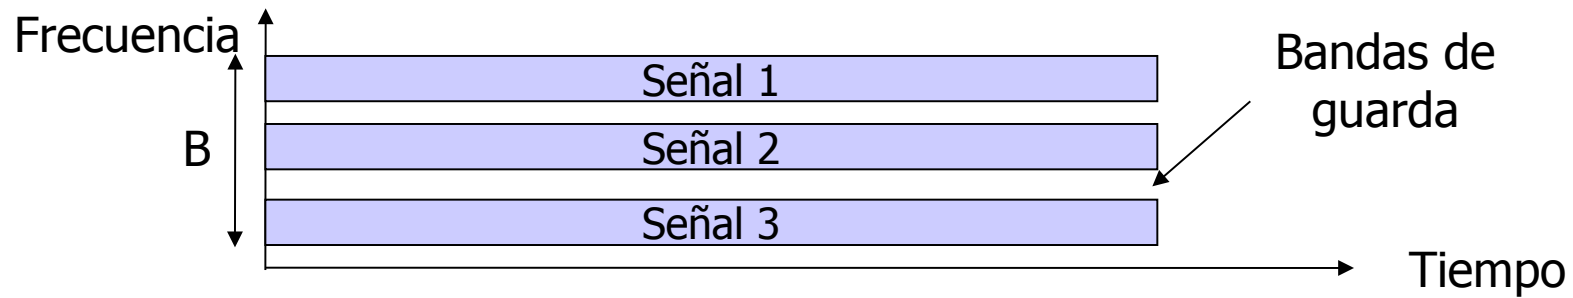 Frecuencia
Señal 1
Bandas de
guarda
B
Señal 2
Señal 3
Tiempo